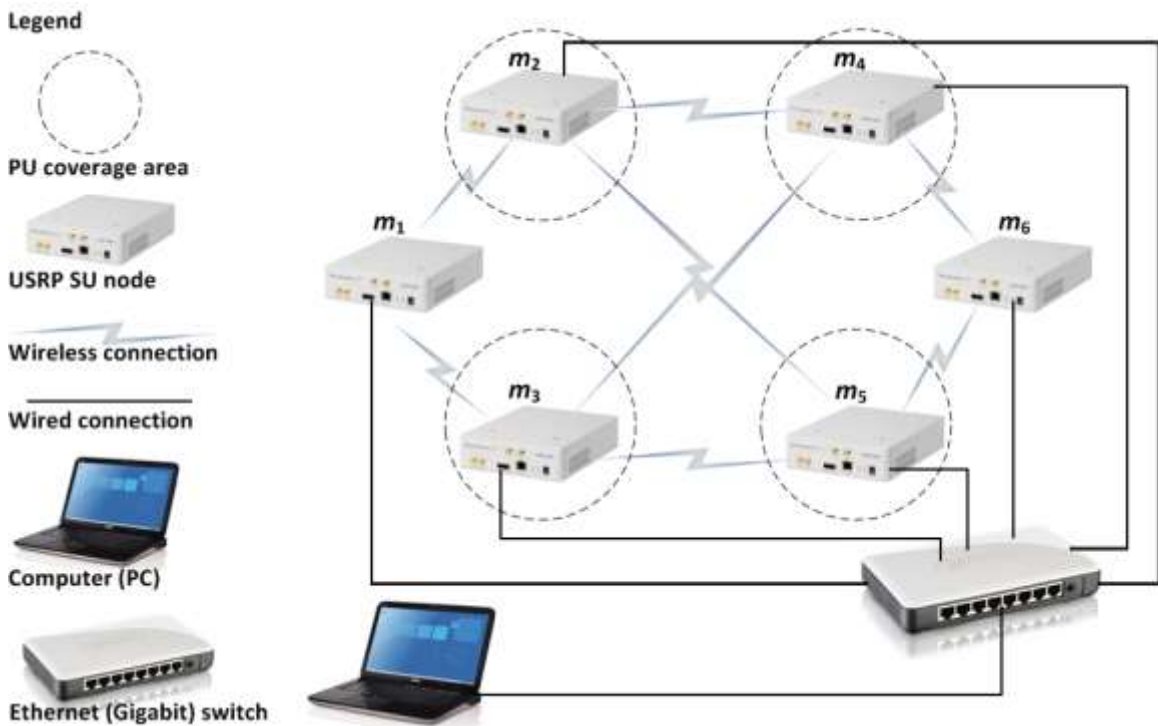 Legend
PU coverage area
USRP SU node
Wireless connection
Wired connection
Computer (PC)
Ethernet (Gigabit) switch
m2
m4
m1
m6
m3
m5